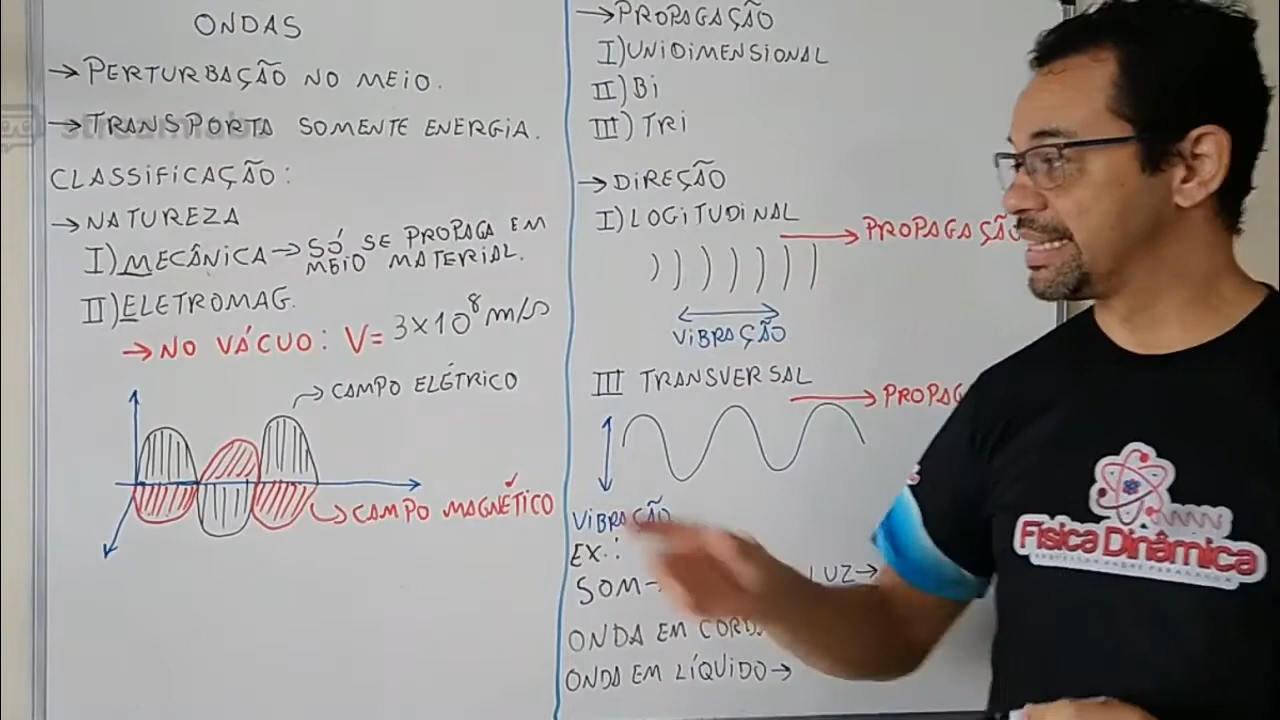 ONDAS
→ PERTURBAÇÃO NO MEIO.
→ TRANSPORTA SOMENTE ENERGIA.
CLASSIFICAÇÃO:
→ NATUREZA
I) MECÂNICA → SÓ SE PROPAGA EM
MEIO MATERIAL.
II) ELETROMAG.
→ NO VÁCUO: V= 3×10⁸ m/s
→ CAMPO ELÉTRICO
→ CAMPO MAGNÉTICO
→ PROPAGAÇÃO
I) UNIDIMENSIONAL
II) Bi
III) TRi
→ DIREÇÃO
I) LOGITUDINAL
→ PROPAGAÇÃO
VIBRAÇÃO
III TRANSVERSAL
→ PROPAG
VIBRAÇÃO
EX.:
SOM→ LUZ→
ONDA EM CORDA
ONDA EM LÍQUIDO →
Física Dinâmica